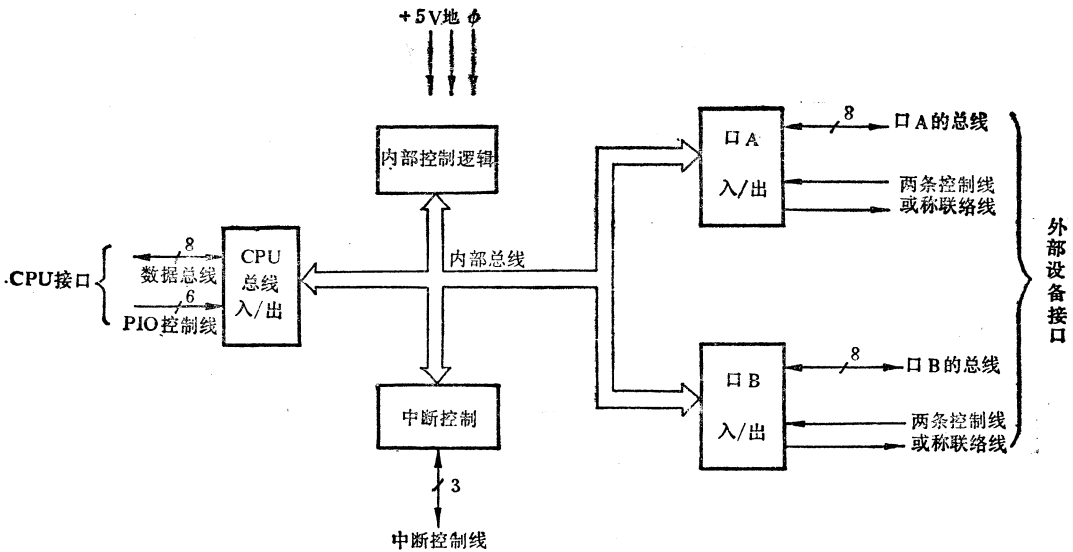 +5V地 ϕ
内部控制逻辑
口A
入/出
8
口A的总线
两条控制线
或称联络线
外部设备接口
.CPU接口
8
数据总线
6
PIO控制线
CPU
总线
入/出
内部总线
口B
入/出
8
口B的总线
两条控制线
或称联络线
中断控制
3
中断控制线